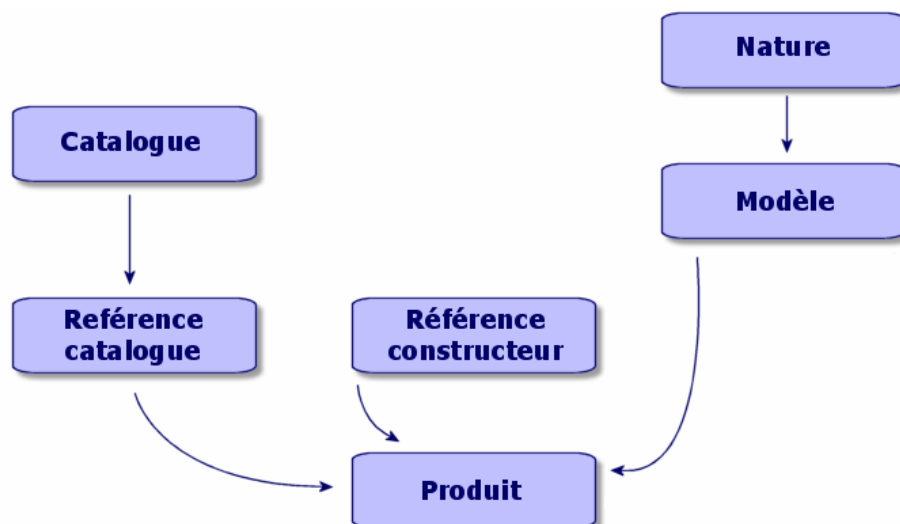 Nature
Catalogue
Modèle
Reférence
catalogue
Référence
constructeur
Produit